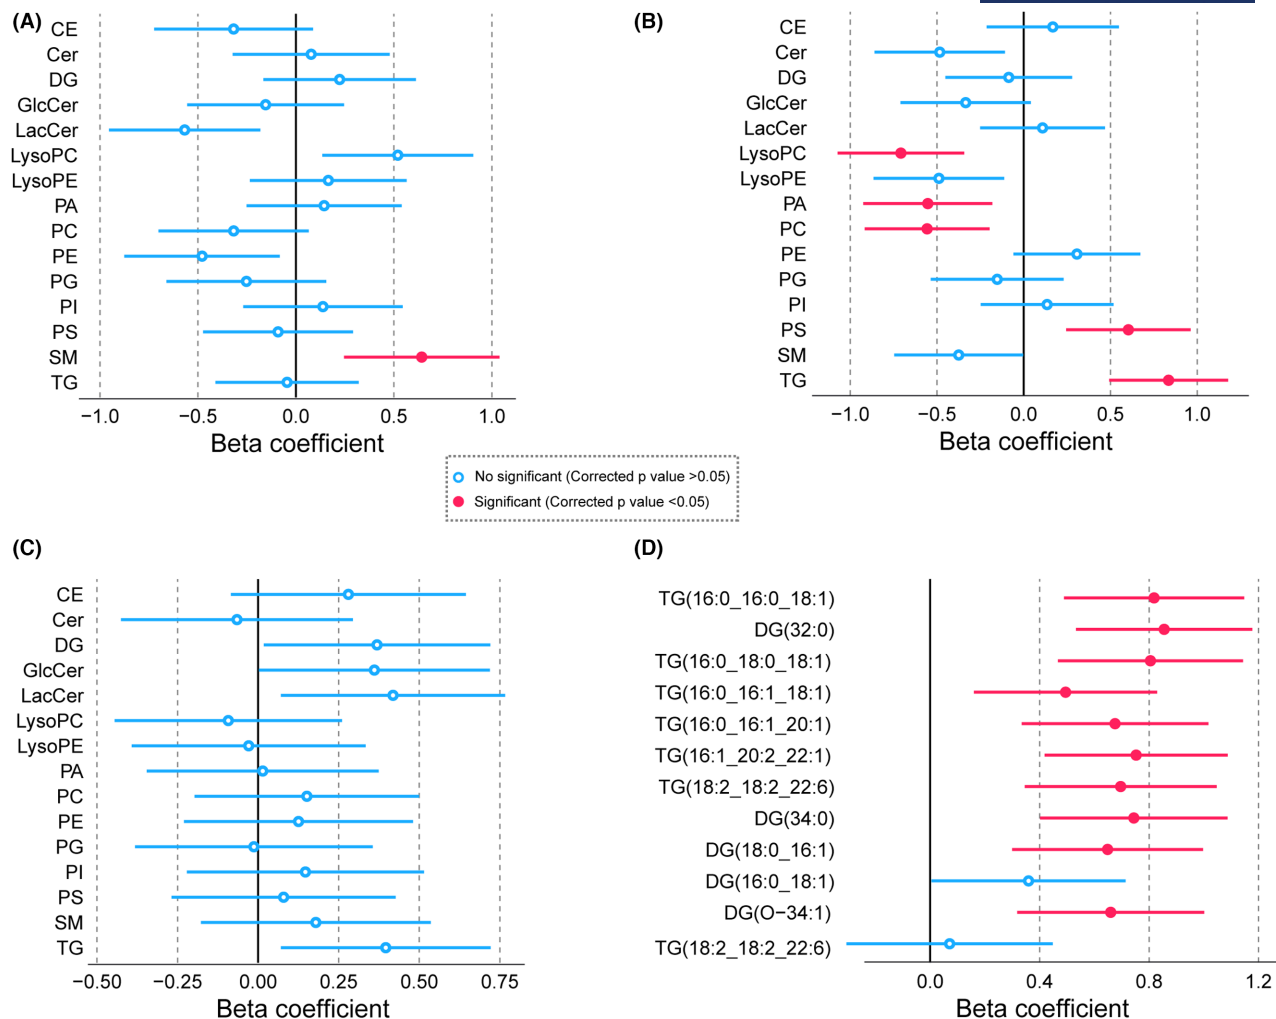 (A)
CE
Cer
DG
GlcCer
LacCer
LysoPC
LysoPE
PA
PC
PE
PG
PI
PS
SM
TG
−1.0 −0.5 0.0 0.5 1.0
Beta coefficient
(B)
CE
Cer
DG
GlcCer
LacCer
LysoPC
LysoPE
PA
PC
PE
PG
PI
PS
SM
TG
−1.0 −0.5 0.0 0.5 1.0
Beta coefficient
No significant (Corrected p value >0.05)
Significant (Corrected p value <0.05)
(C)
CE
Cer
DG
GlcCer
LacCer
LysoPC
LysoPE
PA
PC
PE
PG
PI
PS
SM
TG
−0.50 −0.25 0.00 0.25 0.50 0.75
Beta coefficient
(D)
TG(16:0_16:0_18:1)
DG(32:0)
TG(16:0_18:0_18:1)
TG(16:0_16:1_18:1)
TG(16:0_16:1_20:1)
TG(16:1_20:2_22:1)
TG(18:2_18:2_22:6)
DG(34:0)
DG(18:0_16:1)
DG(16:0_18:1)
DG(O−34:1)
TG(18:2_18:2_22:6)
0.0 0.4 0.8 1.2
Beta coefficient